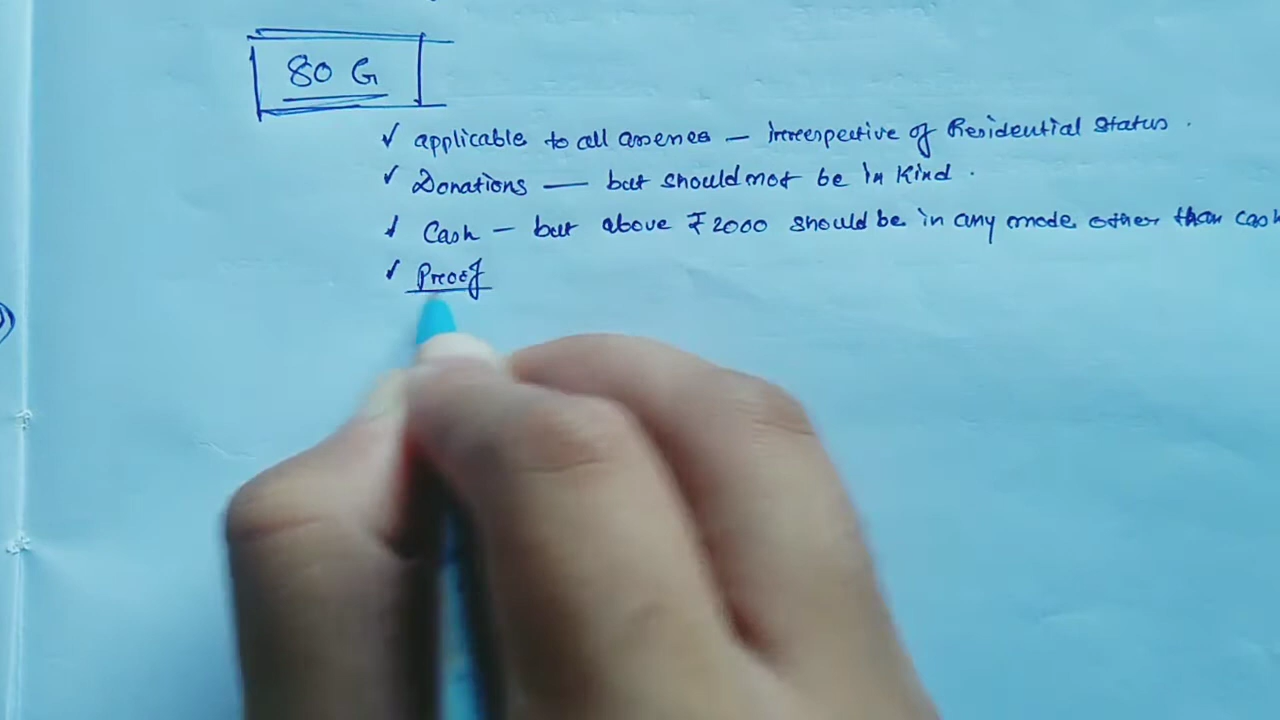 80 G
✓ applicable to all assesses – irrespective of Residential Status.
✓ Donations — but should not be in Kind.
✓ Cash – but above ₹2000 should be in any mode other than cash
✓ Proof